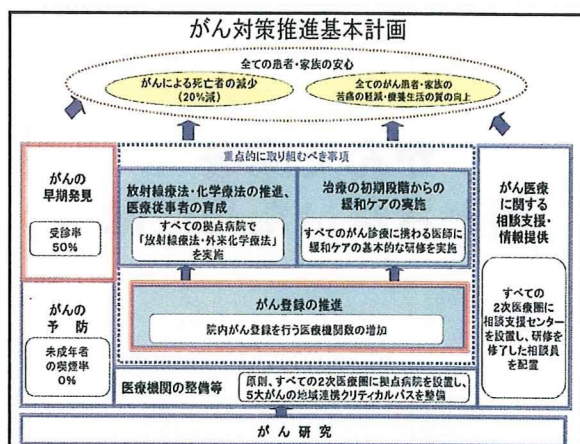 がん対策推進基本計画
全ての患者・家族の安心
がんによる死亡者の減少
(20%減)
全てのがん患者・家族の
苦痛の軽減・療養生活の質の向上
重点的に取り組むべき事項
がんの
早期発見
受診率
50%
がんの
予 防
未成年者
の喫煙率
0%
放射線療法・化学療法の推進、
医療従事者の育成
すべての拠点病院で
「放射線療法・外来化学療法」
を実施
治療の初期段階からの
緩和ケアの実施
すべてのがん診療に携わる医師に
緩和ケアの基本的な研修を実施
がん登録の推進
院内がん登録を行う医療機関数の増加
がん医療
に関する
相談支援・
情報提供
すべての
2次医療圏に
相談支援センター
を設置し、研修を
修了した相談員
を配置
医療機関の整備等
原則、すべての2次医療圏に拠点病院を設置し、
5大がんの地域連携クリティカルパスを整備
が ん 研 究